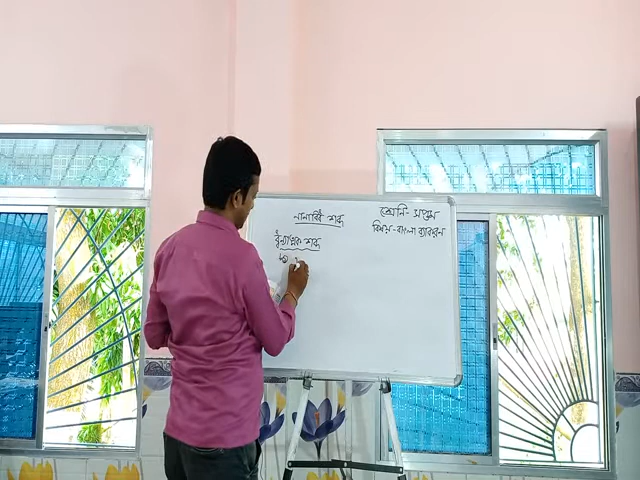 নানার্থক শব্দ
শ্রেণি - সপ্তম
বিষয় - বাংলা ব্যাকরণ
শব্দ